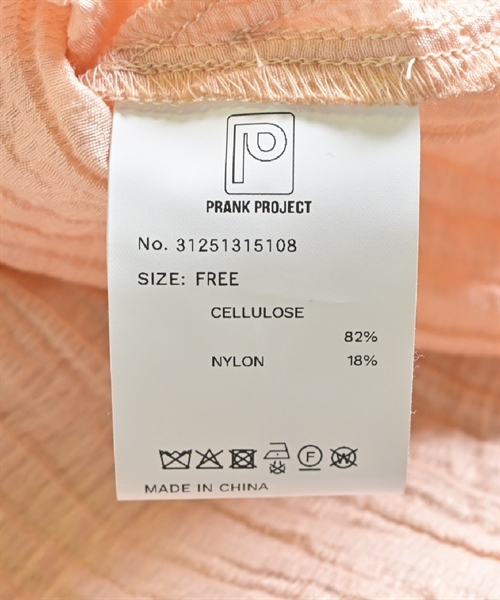 PRANK PROJECT
No. 31251315108
SIZE: FREE
CELLULOSE
82%
NYLON 18%
F W
MADE IN CHINA